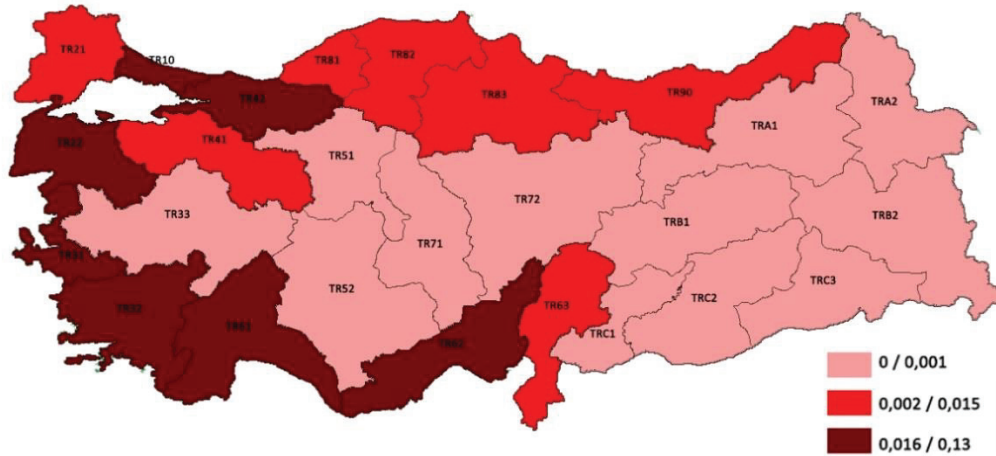 TR21
TR10
TR81
TR82
TR42
TR83
TR90
TRA2
TRA1
TR22
TR41
TR51
TR72
TR33
TR71
TRB1
TRB2
TR31
TR52
TRC2
TRC3
TR32
TR61
TR62
TR63
TRC1
0 / 0,001
0,002 / 0,015
0,016 / 0,13